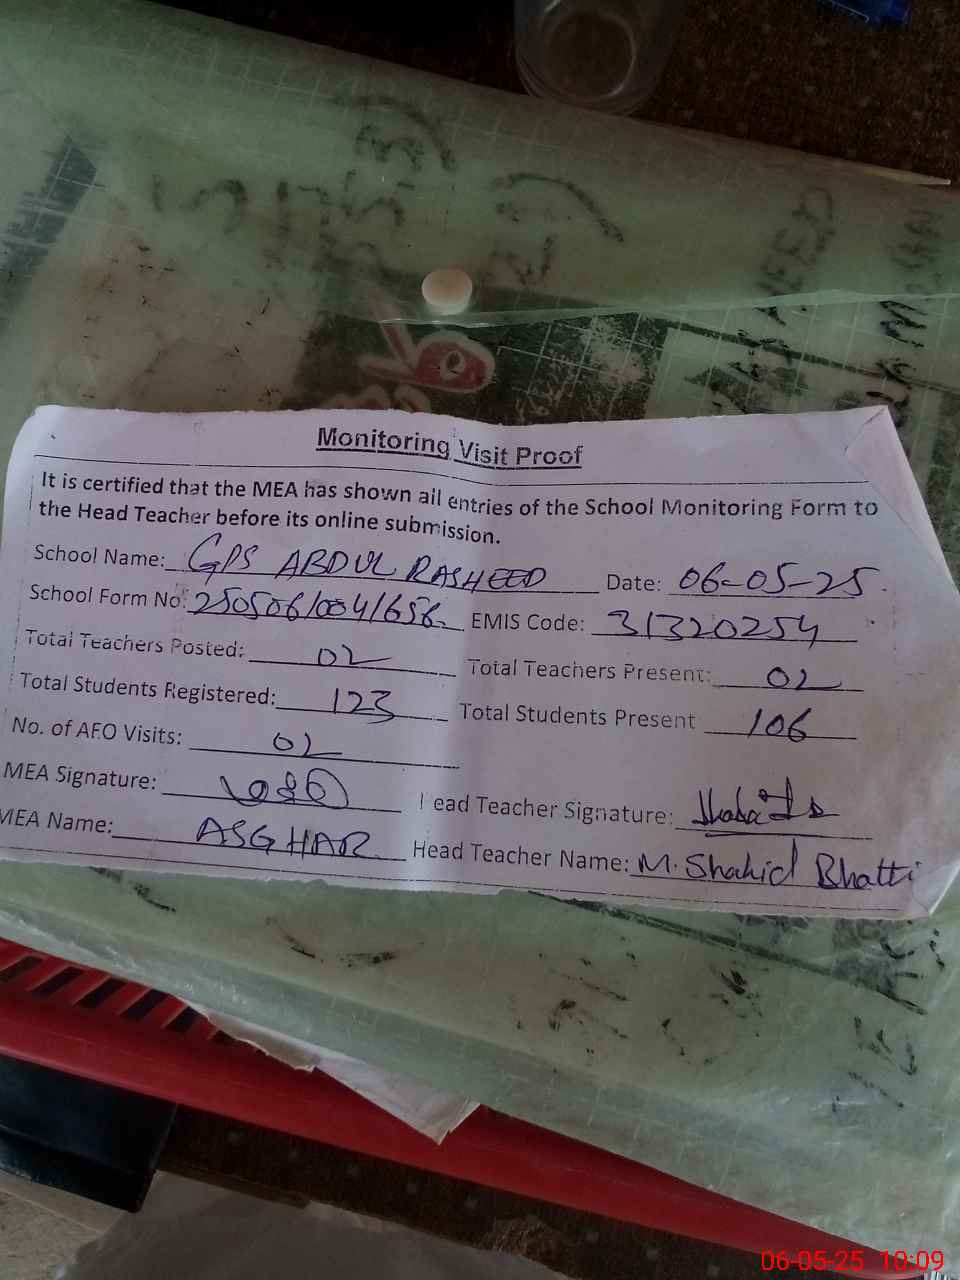 Monitoring Visit Proof
It is certified that the MEA has shown all entries of the School Monitoring Form to
the Head Teacher before its online submission.
School Name: GPS ABDUL RASHEED Date: 06-05-25.
School Form No: 250506/004/656. EMIS Code: 31320254
Total Teachers Posted: 02 Total Teachers Present: 02
Total Students Registered: 123 Total Students Present 106
No. of AEO Visits: 02
MEA Signature: Head Teacher Signature:
MEA Name: ASGHAR Head Teacher Name: M. Shahid Bhatti
06-05-25 10:09